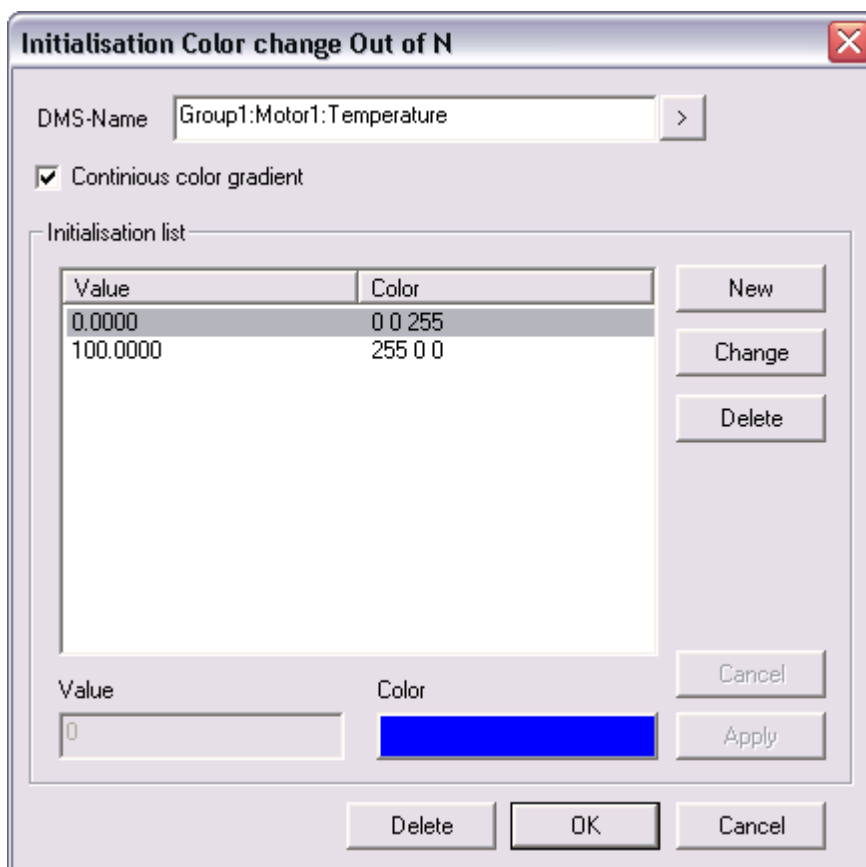 Initialisation Color change Out of N
DMS-Name Group1:Motor1:Temperature >
Continious color gradient
Initialisation list
Value Color New
0.0000 0 0 255
100.0000 255 0 0 Change
Delete
Value Color Cancel
0 Apply
Delete OK Cancel